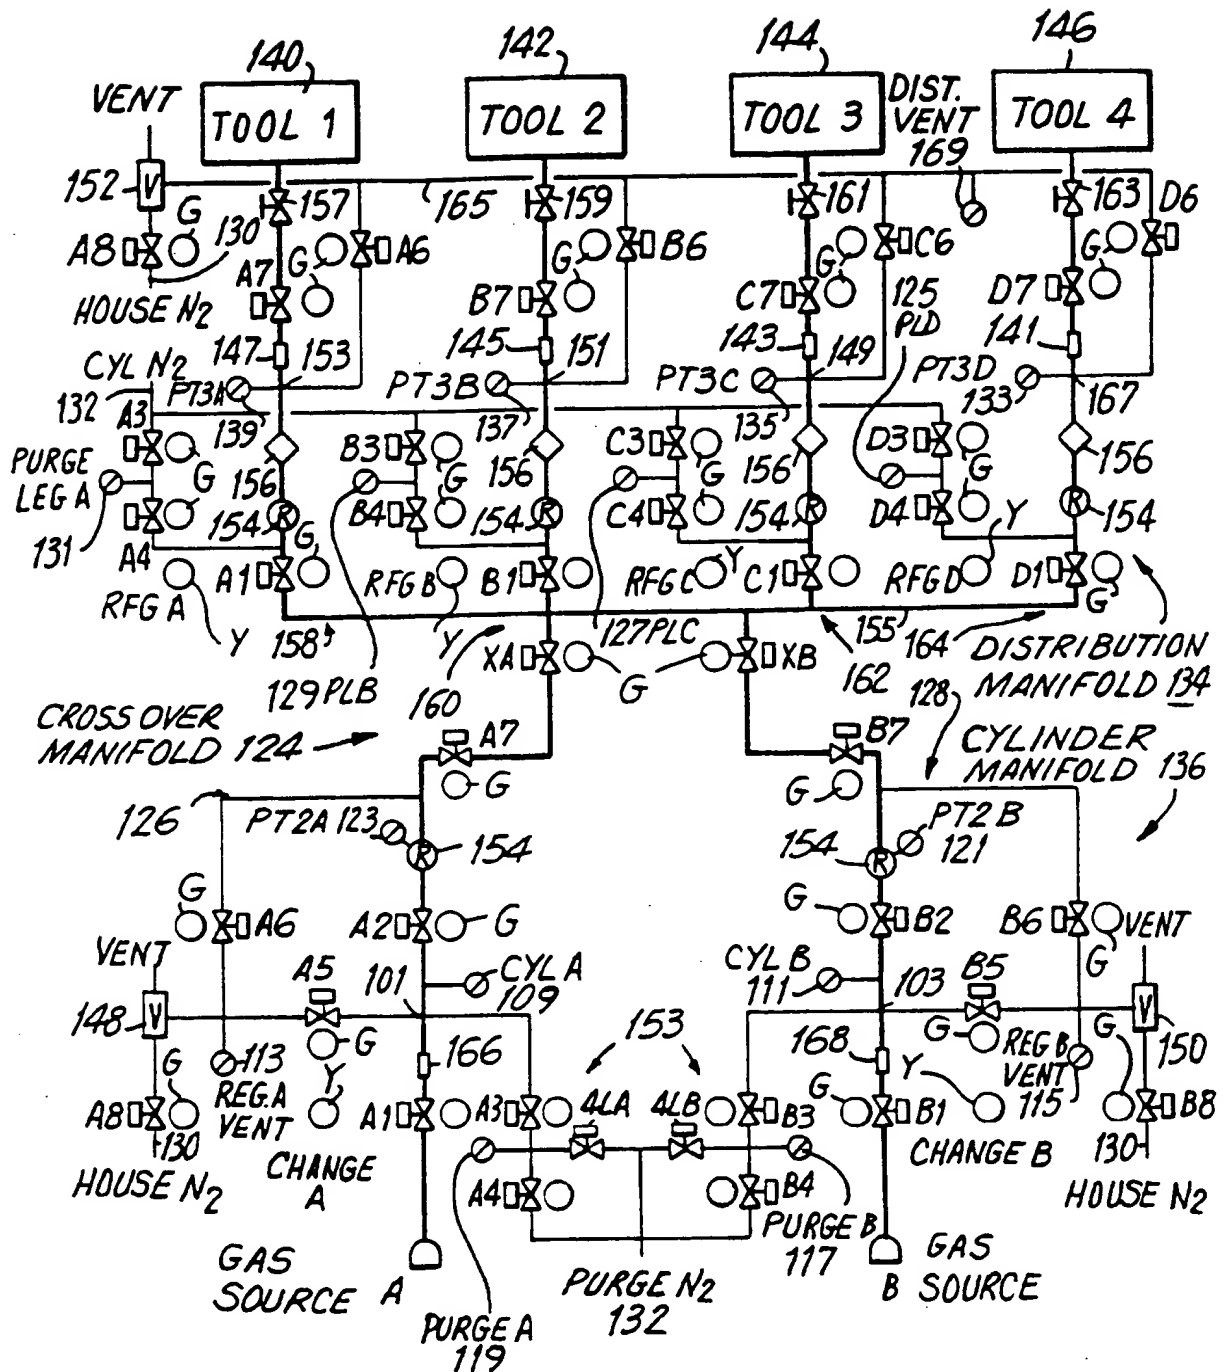 140
142
144
146
VENT
TOOL 1
TOOL 2
TOOL 3
DIST.
VENT
169
TOOL 4
152
V
G
130
157
165
159
161
163
D6
A8
A7
G
A6
G
B6
G
C6
G
HOUSE N2
B7
C7
125
PLD
D7
CYL N2
147
153
145
151
143
149
141
132
PT3A
PT3B
PT3C
PT3D
133
167
A3
139
137
135
G
B3
G
C3
G
D3
G
PURGE
LEG A
156
156
156
156
G
131
A4
154
R
B4
154
R
C4
154
R
D4
Y
R
154
G
RFG A
A1
RFG B
B1
RFG C
Y
C1
RFG D
D1
G
Y
158
Y
127 PLC
155
164
DISTRIBUTION
MANIFOLD 134
129 PLB
160
XA
G
XB
162
128
CROSS OVER
MANIFOLD 124
A7
B7
CYLINDER
MANIFOLD 136
G
G
126
PT2A 123
PT2 B
121
R
154
154
R
G
A6
A2
G
G
B2
B6
G
VENT
VENT
A5
101
CYL A
109
CYL B
111
103
B5
148
V
G
153
G
G
V
150
G
113
REG. A
VENT
Y
166
168
Y
REG B
VENT
115
A8
A1
A3
4LA
4LB
B3
G
B1
B8
130
HOUSE N2
CHANGE
A
CHANGE B
130
HOUSE N2
A4
B4
PURGE B
117
GAS
SOURCE A
PURGE N2
132
GAS
B SOURCE
PURGE A
119